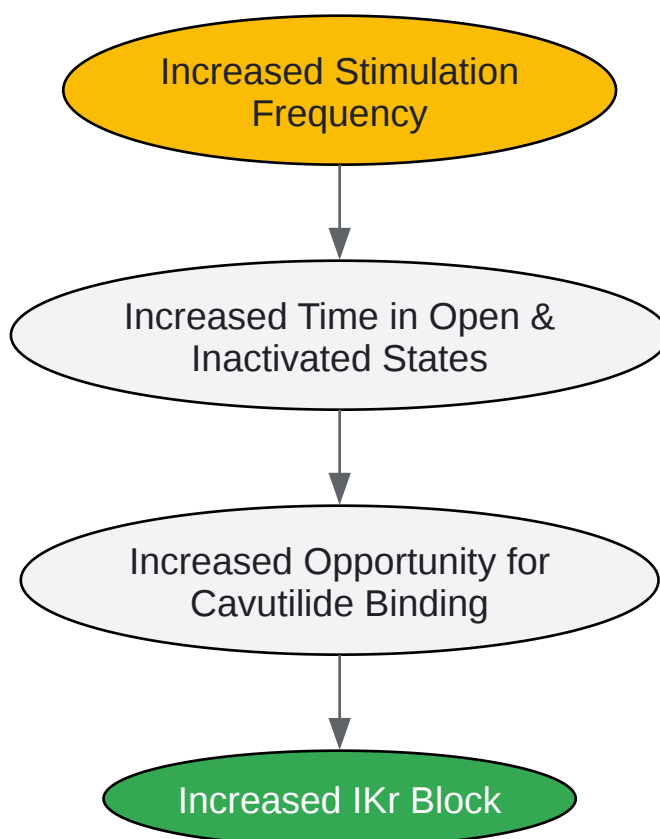 Increased Stimulation
Frequency
Increased Time in Open &
Inactivated States
Increased Opportunity for
Cavutilide Binding
Increased IKr Block